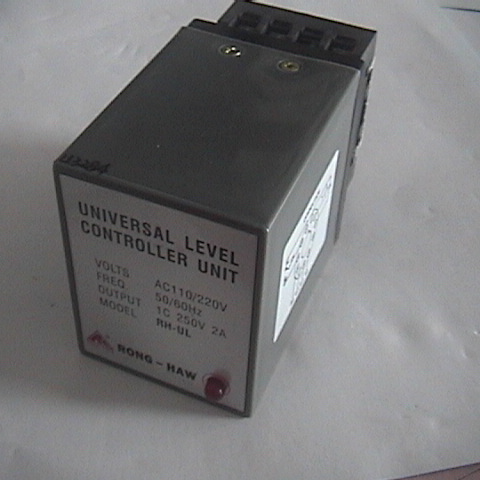 UNIVERSAL LEVEL
CONTROLLER UNIT
VOLTS AC110/220V
FREQ 50/60Hz
OUTPUT 1C 250V 2A
MODEL RH-UL
RONG-HAW